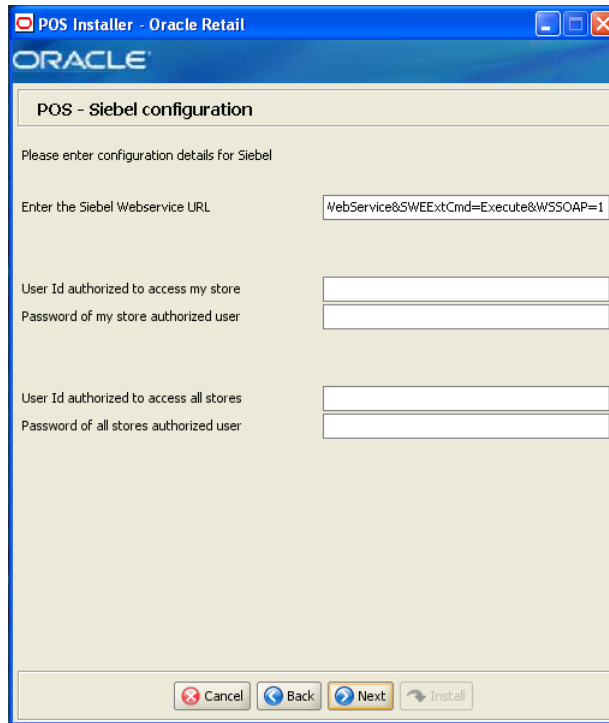 POS Installer - Oracle Retail
ORACLE
POS - Siebel configuration
Please enter configuration details for Siebel
Enter the Siebel Webservice URL
WebService&SWEExtCmd=Execute&WSSOAP=1
User Id authorized to access my store
Password of my store authorized user
User Id authorized to access all stores
Password of all stores authorized user
Cancel
Back
Next
Install